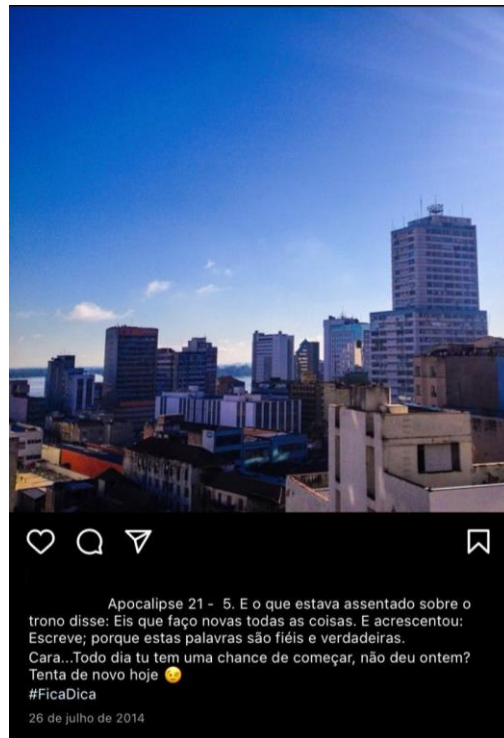 Apocalipse 21 - 5. E o que estava assentado sobre o
trono disse: Eis que faço novas todas as coisas. E acrescentou:
Escreve; porque estas palavras são fiéis e verdadeiras.
Cara...Todo dia tu tem uma chance de começar, não deu ontem?
Tenta de novo hoje 😉
#FicaDica
26 de julho de 2014